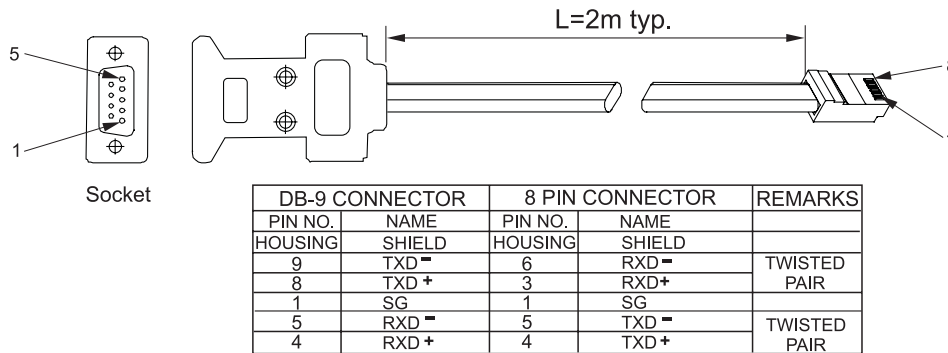 L=2m typ.
5
1
8
Socket
DB-9 CONNECTOR 8 PIN CONNECTOR REMARKS
PIN NO. NAME PIN NO. NAME
HOUSING SHIELD HOUSING SHIELD
9 TXD - 6 RXD - TWISTED PAIR
8 TXD + 3 RXD+
1 SG 1 SG
5 RXD - 5 TXD - TWISTED PAIR
4 RXD + 4 TXD +